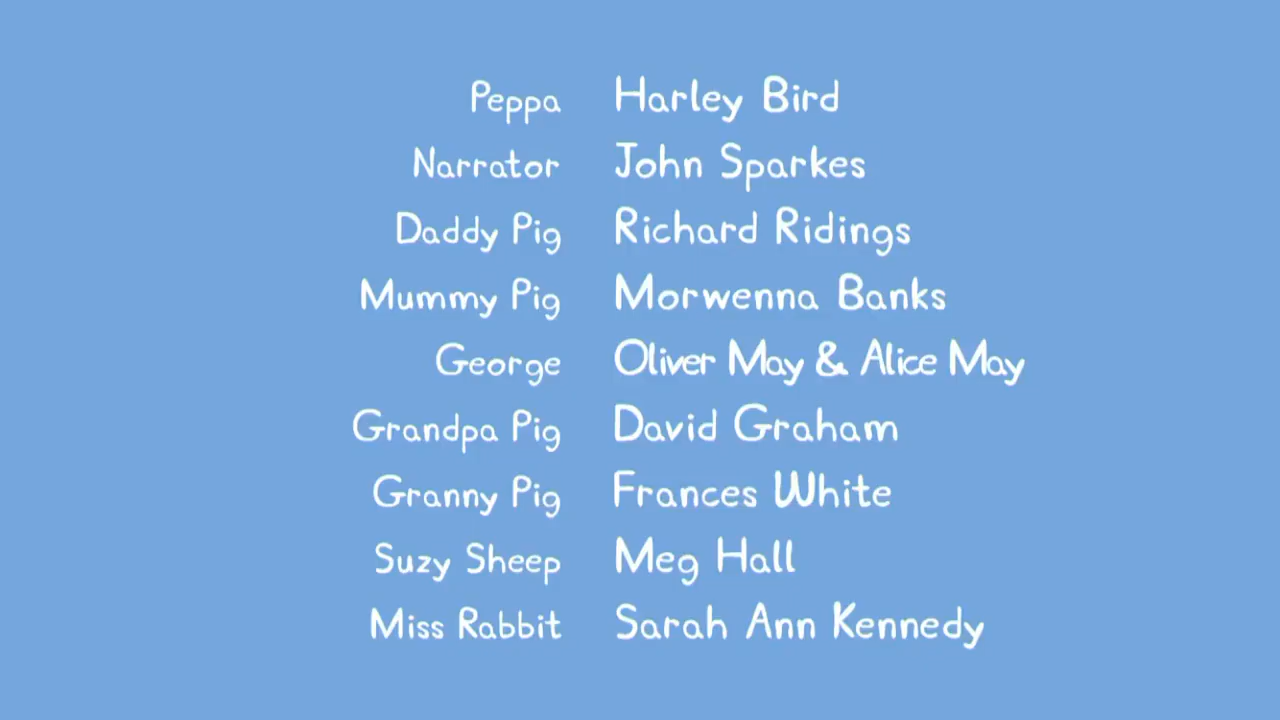 Peppa Harley Bird
Narrator John Sparkes
Daddy Pig Richard Ridings
Mummy Pig Morwenna Banks
George Oliver May & Alice May
Grandpa Pig David Graham
Granny Pig Frances White
Suzy Sheep Meg Hall
Miss Rabbit Sarah Ann Kennedy